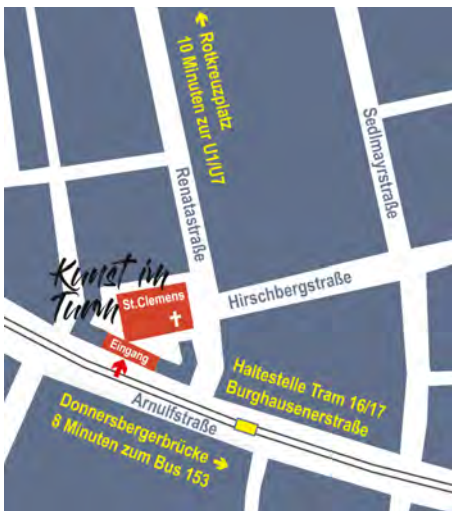 Rotkreuzplatz
10 Minuten zur U1/U7
Renatastraße
Sedlmayrstraße
Kunst im
Turm
St.Clemens
Hirschbergstraße
Eingang
Haltestelle Tram 16/17
Burghausenerstraße
Arnulfstraße
Donnersbergerbrücke
8 Minuten zum Bus 153